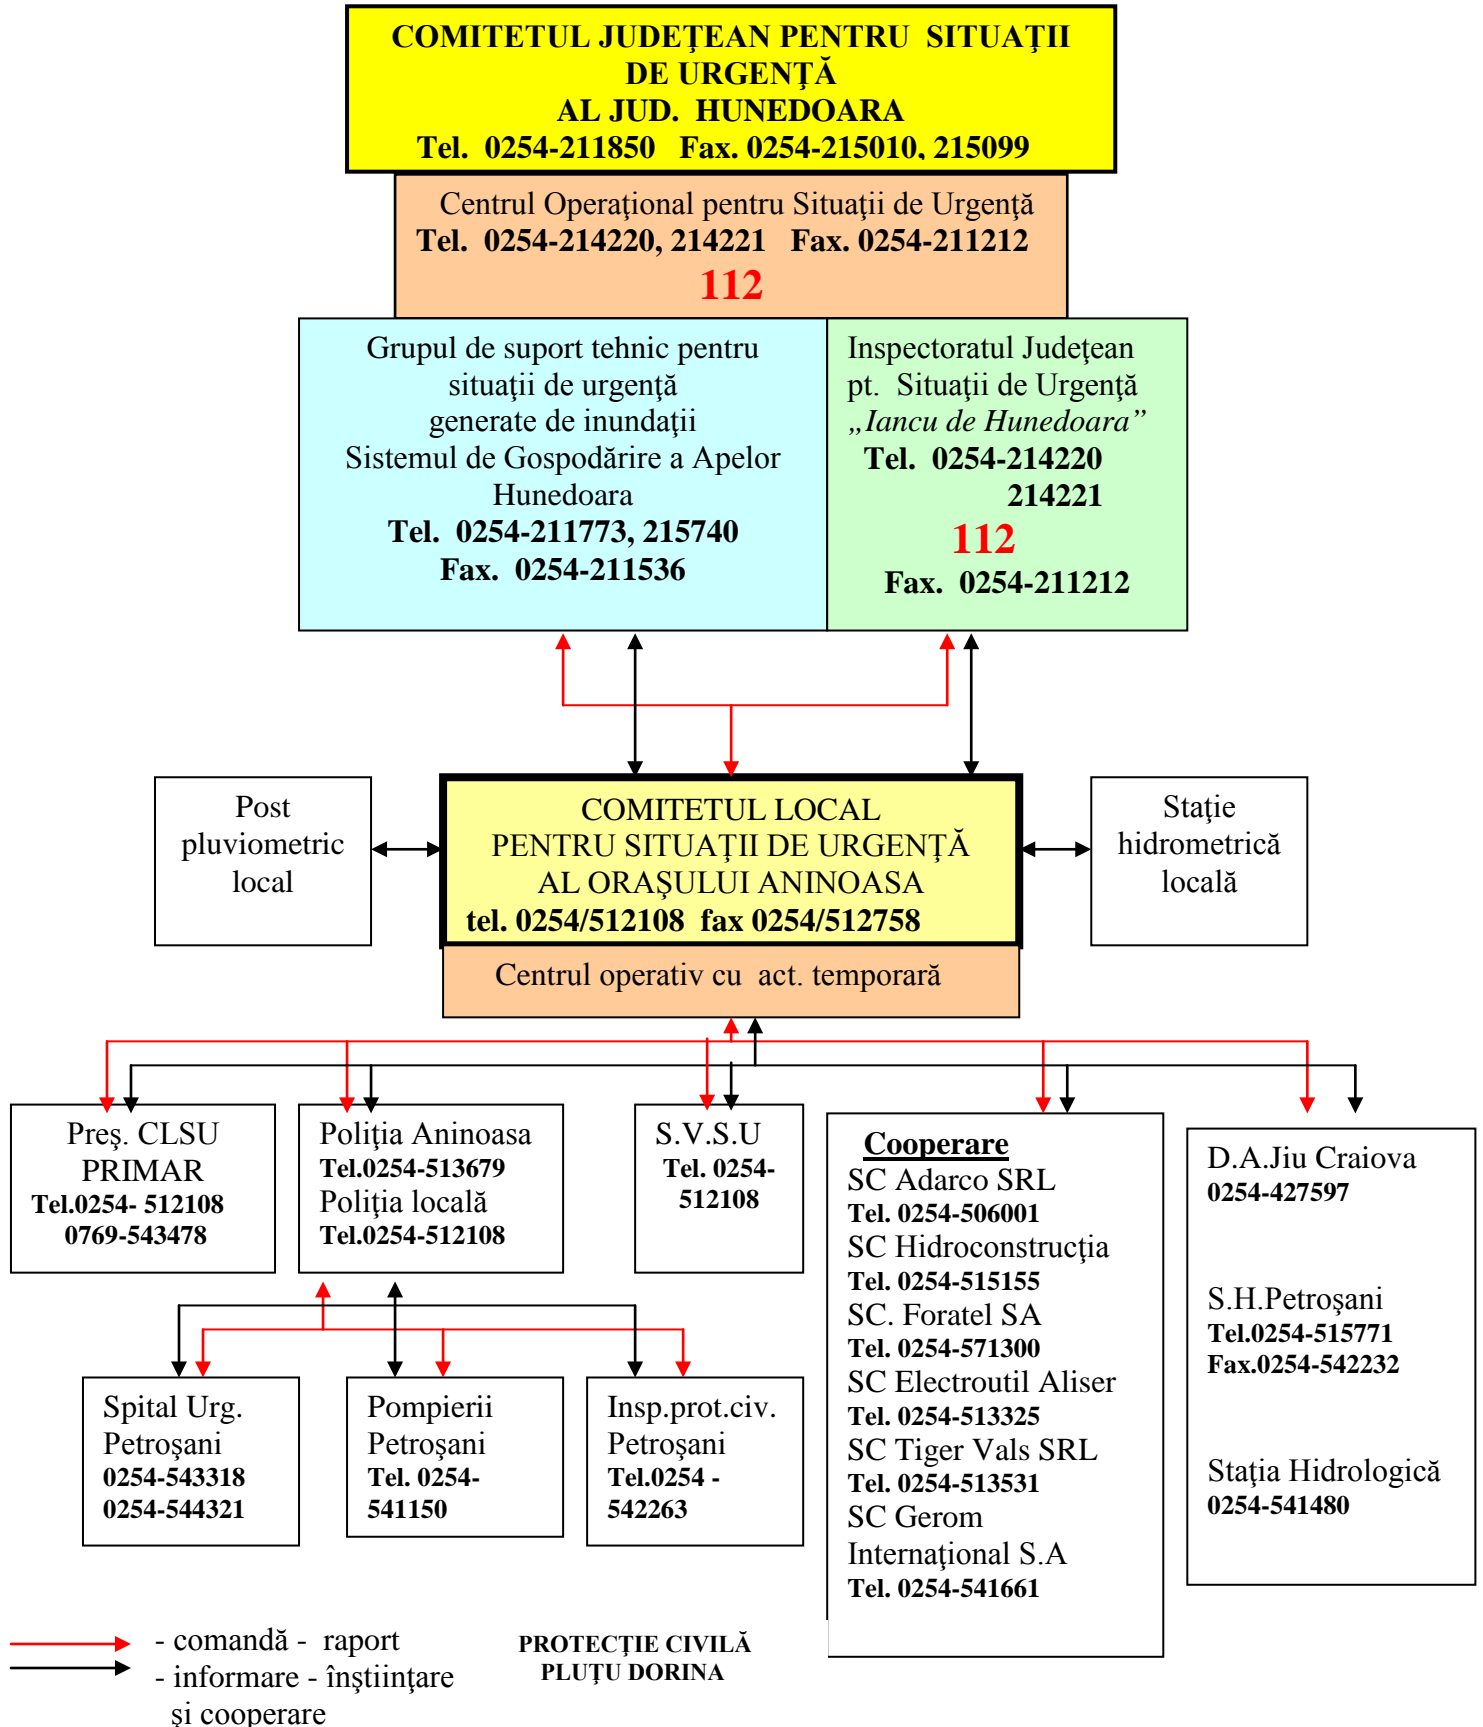 COMITETUL JUDEŢEAN PENTRU SITUAŢII
DE URGENŢĂ
AL JUD. HUNEDOARA
Tel. 0254-211850 Fax. 0254-215010, 215099
Centrul Operaţional pentru Situaţii de Urgenţă
Tel. 0254-214220, 214221 Fax. 0254-211212
112
Grupul de suport tehnic pentru
situaţii de urgenţă
generate de inundaţii
Sistemul de Gospodărire a Apelor
Hunedoara
Tel. 0254-211773, 215740
Fax. 0254-211536
Inspectoratul Judeţean
pt. Situaţii de Urgenţă
„Iancu de Hunedoara”
Tel. 0254-214220
214221
112
Fax. 0254-211212
Post
pluviometric
local
COMITETUL LOCAL
PENTRU SITUAŢII DE URGENŢĂ
AL ORAŞULUI ANINOASA
tel. 0254/512108 fax 0254/512758
Centrul operativ cu act. temporară
Staţie
hidrometrică
locală
Preş. CLSU
PRIMAR
Tel.0254- 512108
0769-543478
Poliţia Aninoasa
Tel.0254-513679
Poliţia locală
Tel.0254-512108
S.V.S.U
Tel. 0254-
512108
Cooperare
SC Adarco SRL
Tel. 0254-506001
SC Hidroconstrucţia
Tel. 0254-515155
SC. Foratel SA
Tel. 0254-571300
SC Electroutil Aliser
Tel. 0254-513325
SC Tiger Vals SRL
Tel. 0254-513531
SC Gerom
Internaţional S.A
Tel. 0254-541661
D.A.Jiu Craiova
0254-427597
S.H.Petroşani
Tel.0254-515771
Fax.0254-542232
Staţia Hidrologică
0254-541480
Spital Urg.
Petroşani
0254-543318
0254-544321
Pompierii
Petroşani
Tel. 0254-
541150
Insp.prot.civ.
Petroşani
Tel.0254 -
542263
- comandă - raport
- informare - înştiinţare
şi cooperare
PROTECŢIE CIVILĂ
PLUŢU DORINA